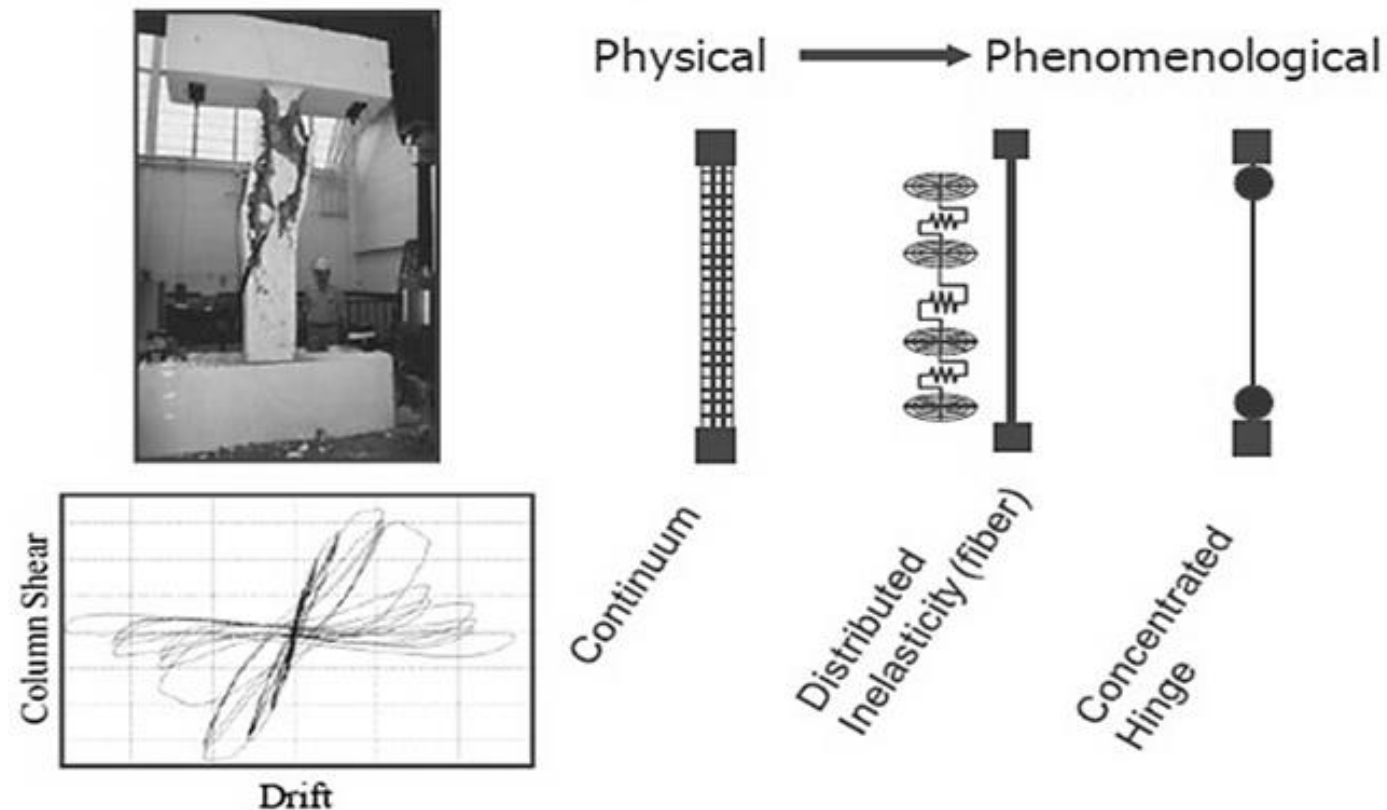 Physical
Phenomenological
Continuum
Distributed
Inelasticity (fiber)
Concentrated
Hinge
Column Shear
Drift